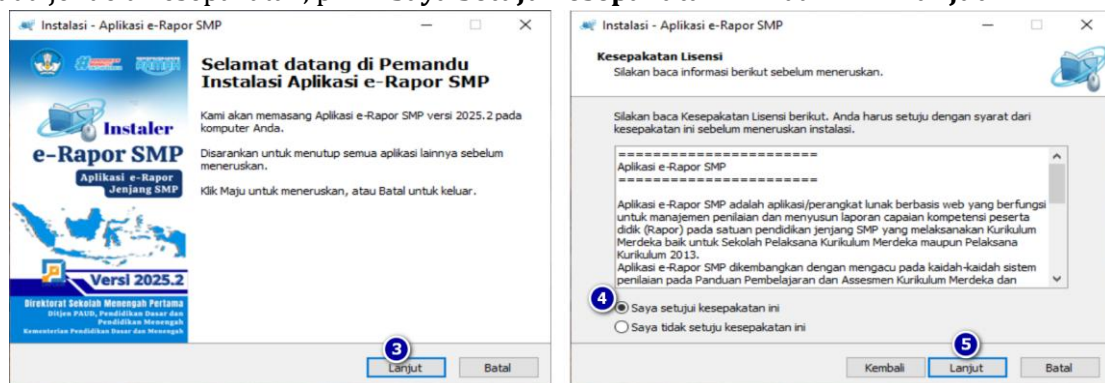 Instalasi - Aplikasi e-Rapor SMP
Instaler
e-Rapor SMP
Aplikasi e-Rapor
Jenjang SMP
Versi 2025.2
Direktorat Sekolah Menengah Pertama
Ditjen PAUD, Pendidikan Dasar dan
Pendidikan Menengah
Kementerian Pendidikan Dasar dan Menengah
Selamat datang di Pemandu
Instalasi Aplikasi e-Rapor SMP
Kami akan memasang Aplikasi e-Rapor SMP versi 2025.2 pada
komputer Anda.
Disarankan untuk menutup semua aplikasi lainnya sebelum
meneruskan.
Klik Maju untuk meneruskan, atau Batal untuk keluar.
3
Lanjut
Batal
Instalasi - Aplikasi e-Rapor SMP
Kesepakatan Lisensi
Silakan baca informasi berikut sebelum meneruskan.
Silakan baca Kesepakatan Lisensi berikut. Anda harus setuju dengan syarat dari
kesepakatan ini sebelum meneruskan instalasi.
========================
Aplikasi e-Rapor SMP
========================
Aplikasi e-Rapor SMP adalah aplikasi/perangkat lunak berbasis web yang berfungsi
untuk manajemen penilaian dan menyusun laporan capaian kompetensi peserta
didik (Rapor) pada satuan pendidikan jenjang SMP yang melaksanakan Kurikulum
Merdeka baik untuk Sekolah Pelaksana Kurikulum Merdeka maupun Pelaksana
Kurikulum 2013.
Aplikasi e-Rapor SMP dikembangkan dengan mengacu pada kaidah-kaidah sistem
penilaian pada Panduan Pembelajaran dan Assesmen Kurikulum Merdeka dan
4
Saya setujui kesepakatan ini
Saya tidak setuju kesepakatan ini
5
Kembali
Lanjut
Batal